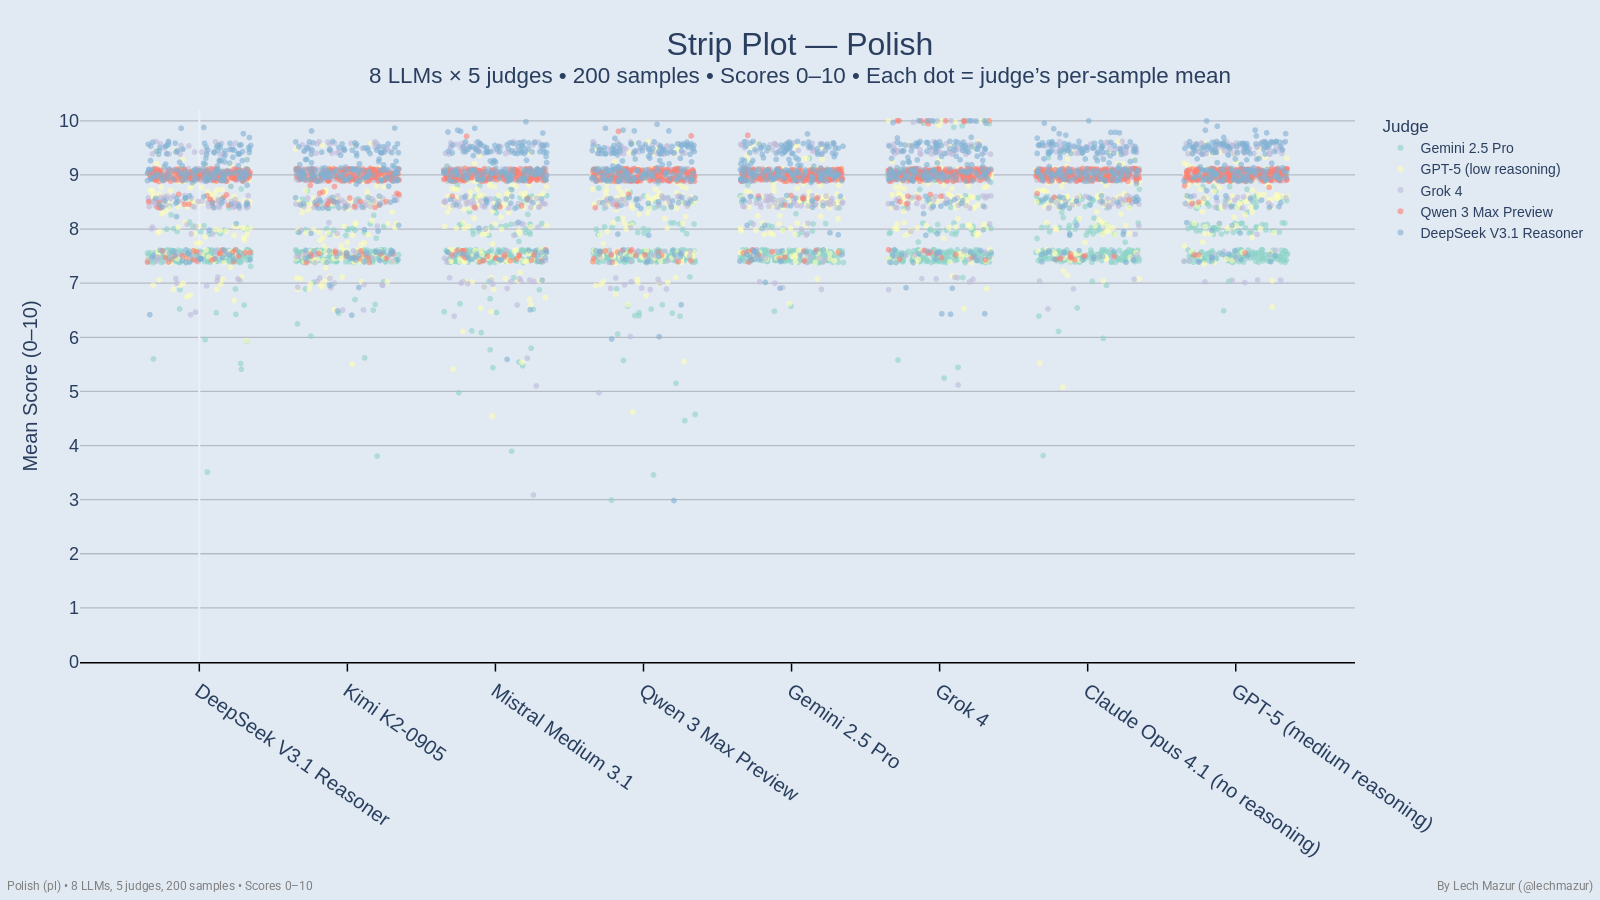 Strip Plot — Polish
8 LLMs × 5 judges • 200 samples • Scores 0–10 • Each dot = judge’s per-sample mean
Mean Score (0–10)
10
9
8
7
6
5
4
3
2
1
0
DeepSeek V3.1 Reasoner
Kimi K2-0905
Mistral Medium 3.1
Qwen 3 Max Preview
Gemini 2.5 Pro
Grok 4
Claude Opus 4.1 (no reasoning)
GPT-5 (medium reasoning)
Judge
Gemini 2.5 Pro
GPT-5 (low reasoning)
Grok 4
Qwen 3 Max Preview
DeepSeek V3.1 Reasoner
Polish (pl) • 8 LLMs, 5 judges, 200 samples • Scores 0–10
By Lech Mazur (@lechmazur)